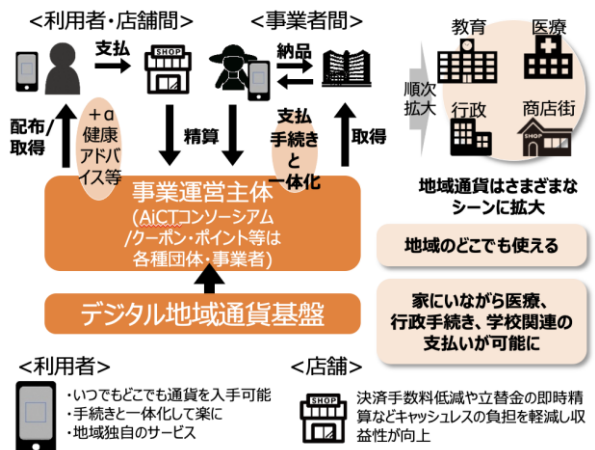 <利用者・店舗間>
<事業者間>
支払
SHOP
納品
配布/
取得
+α
健康
アドバ
イス等
精算
支払
手続き
と
一体化
取得
事業運営主体
(AiCTコンソーシアム
/クーポン・ポイント等は
各種団体・事業者)
デジタル地域通貨基盤
順次
拡大
教育
医療
行政
商店街
SHOP
地域通貨はさまざまな
シーンに拡大
地域のどこでも使える
家にいながら医療、
行政手続き、学校関連の
支払いが可能に
<利用者>
・いつでもどこでも通貨を入手可能
・手続きと一体化して楽に
・地域独自のサービス
<店舗>
SHOP
決済手数料低減や立替金の即時精
算などキャッシュレスの負担を軽減し収
益性が向上